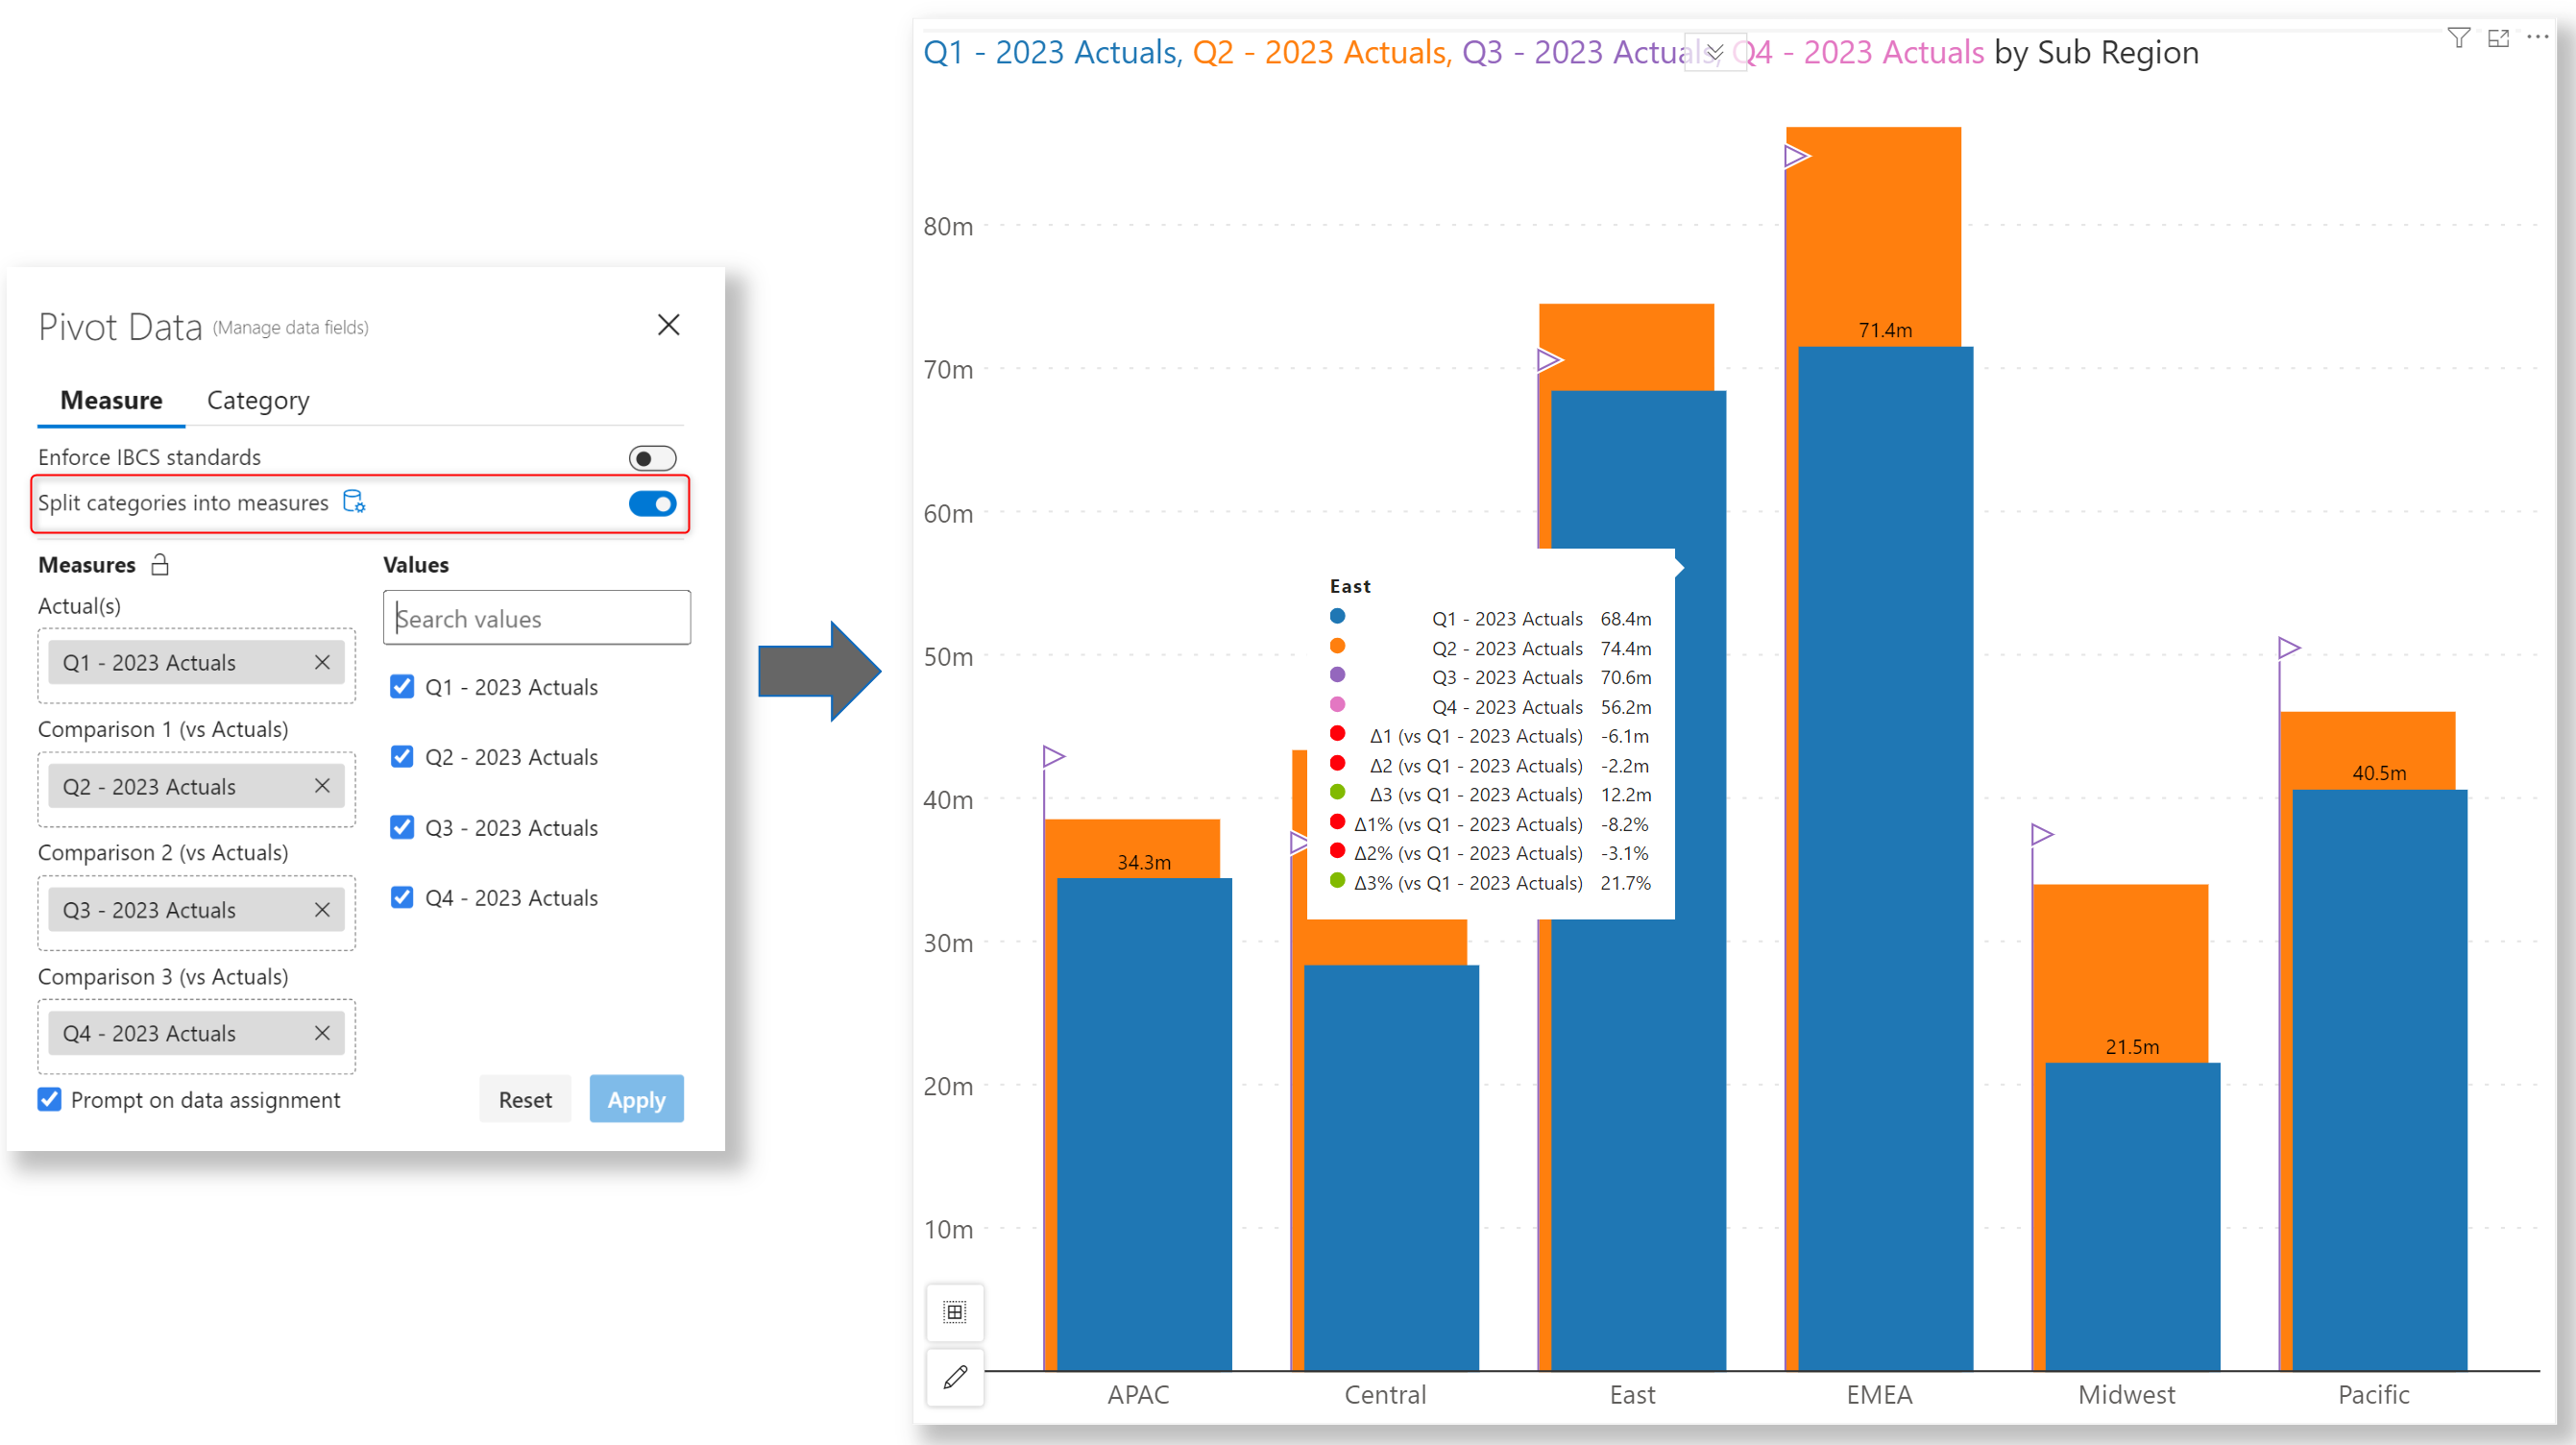 Pivot Data (Manage data fields)
Measure Category
Enforce IBCS standards
Split categories into measures
Measures
Actual(s)
Q1 - 2023 Actuals
Comparison 1 (vs Actuals)
Q2 - 2023 Actuals
Comparison 2 (vs Actuals)
Q3 - 2023 Actuals
Comparison 3 (vs Actuals)
Q4 - 2023 Actuals
Prompt on data assignment
Values
Search values
Q1 - 2023 Actuals
Q2 - 2023 Actuals
Q3 - 2023 Actuals
Q4 - 2023 Actuals
Reset Apply
Q1 - 2023 Actuals, Q2 - 2023 Actuals, Q3 - 2023 Actuals, Q4 - 2023 Actuals by Sub Region
80m
70m
60m
50m
40m
30m
20m
10m
34.3m
71.4m
21.5m
40.5m
East
Q1 - 2023 Actuals 68.4m
Q2 - 2023 Actuals 74.4m
Q3 - 2023 Actuals 70.6m
Q4 - 2023 Actuals 56.2m
Δ1 (vs Q1 - 2023 Actuals) -6.1m
Δ2 (vs Q1 - 2023 Actuals) -2.2m
Δ3 (vs Q1 - 2023 Actuals) 12.2m
Δ1% (vs Q1 - 2023 Actuals) -8.2%
Δ2% (vs Q1 - 2023 Actuals) -3.1%
Δ3% (vs Q1 - 2023 Actuals) 21.7%
APAC Central East EMEA Midwest Pacific